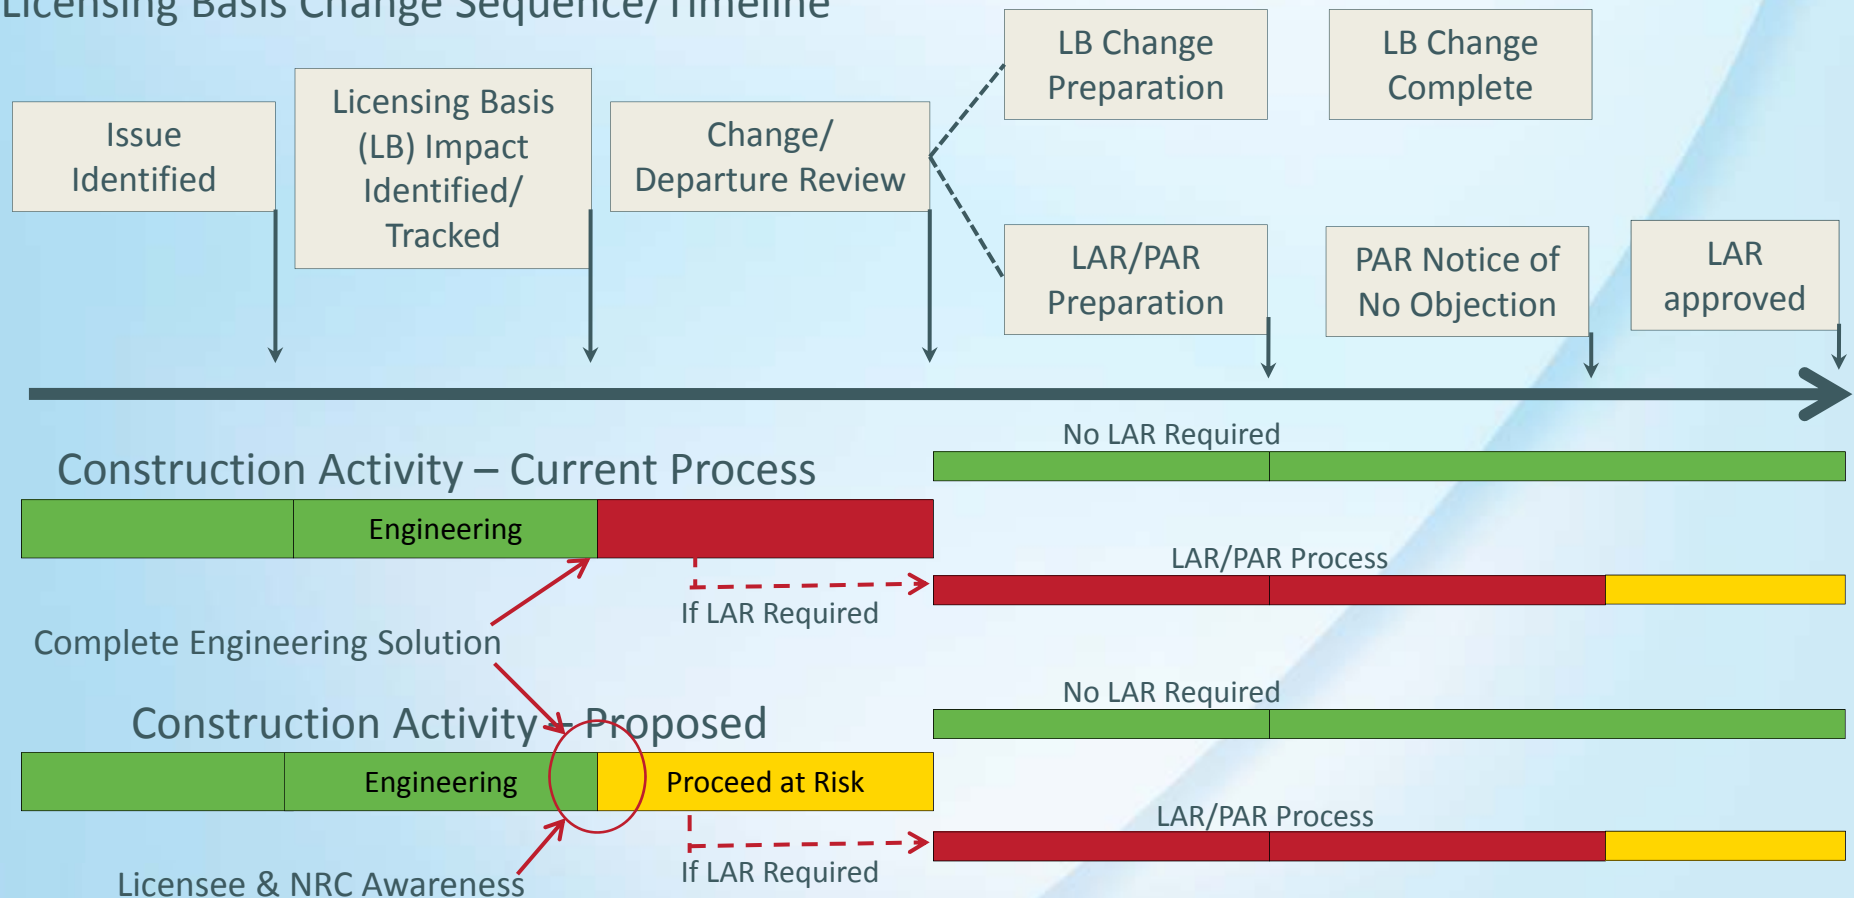 Licensing Basis Change Sequence/Timeline
LB Change
Preparation
LB Change
Complete
Issue
Identified
Licensing Basis
(LB) Impact
Identified/
Tracked
Change/
Departure Review
LAR/PAR
Preparation
PAR Notice of
No Objection
LAR
approved
No LAR Required
Construction Activity – Current Process
Engineering
LAR/PAR Process
If LAR Required
Complete Engineering Solution
No LAR Required
Construction Activity – Proposed
Engineering
Proceed at Risk
LAR/PAR Process
If LAR Required
Licensee & NRC Awareness